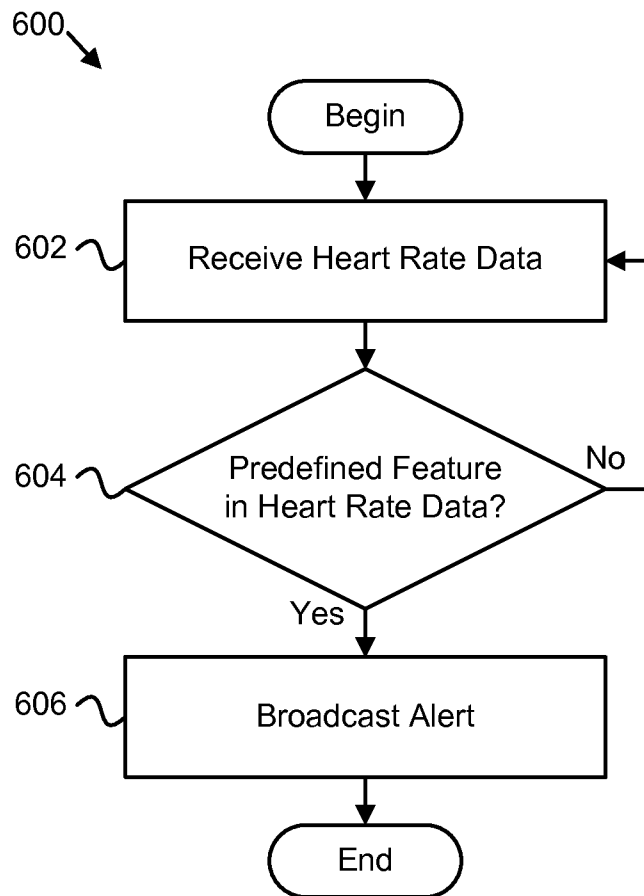 600
Begin
602
Receive Heart Rate Data
604
Predefined Feature
in Heart Rate Data?
No
Yes
606
Broadcast Alert
End